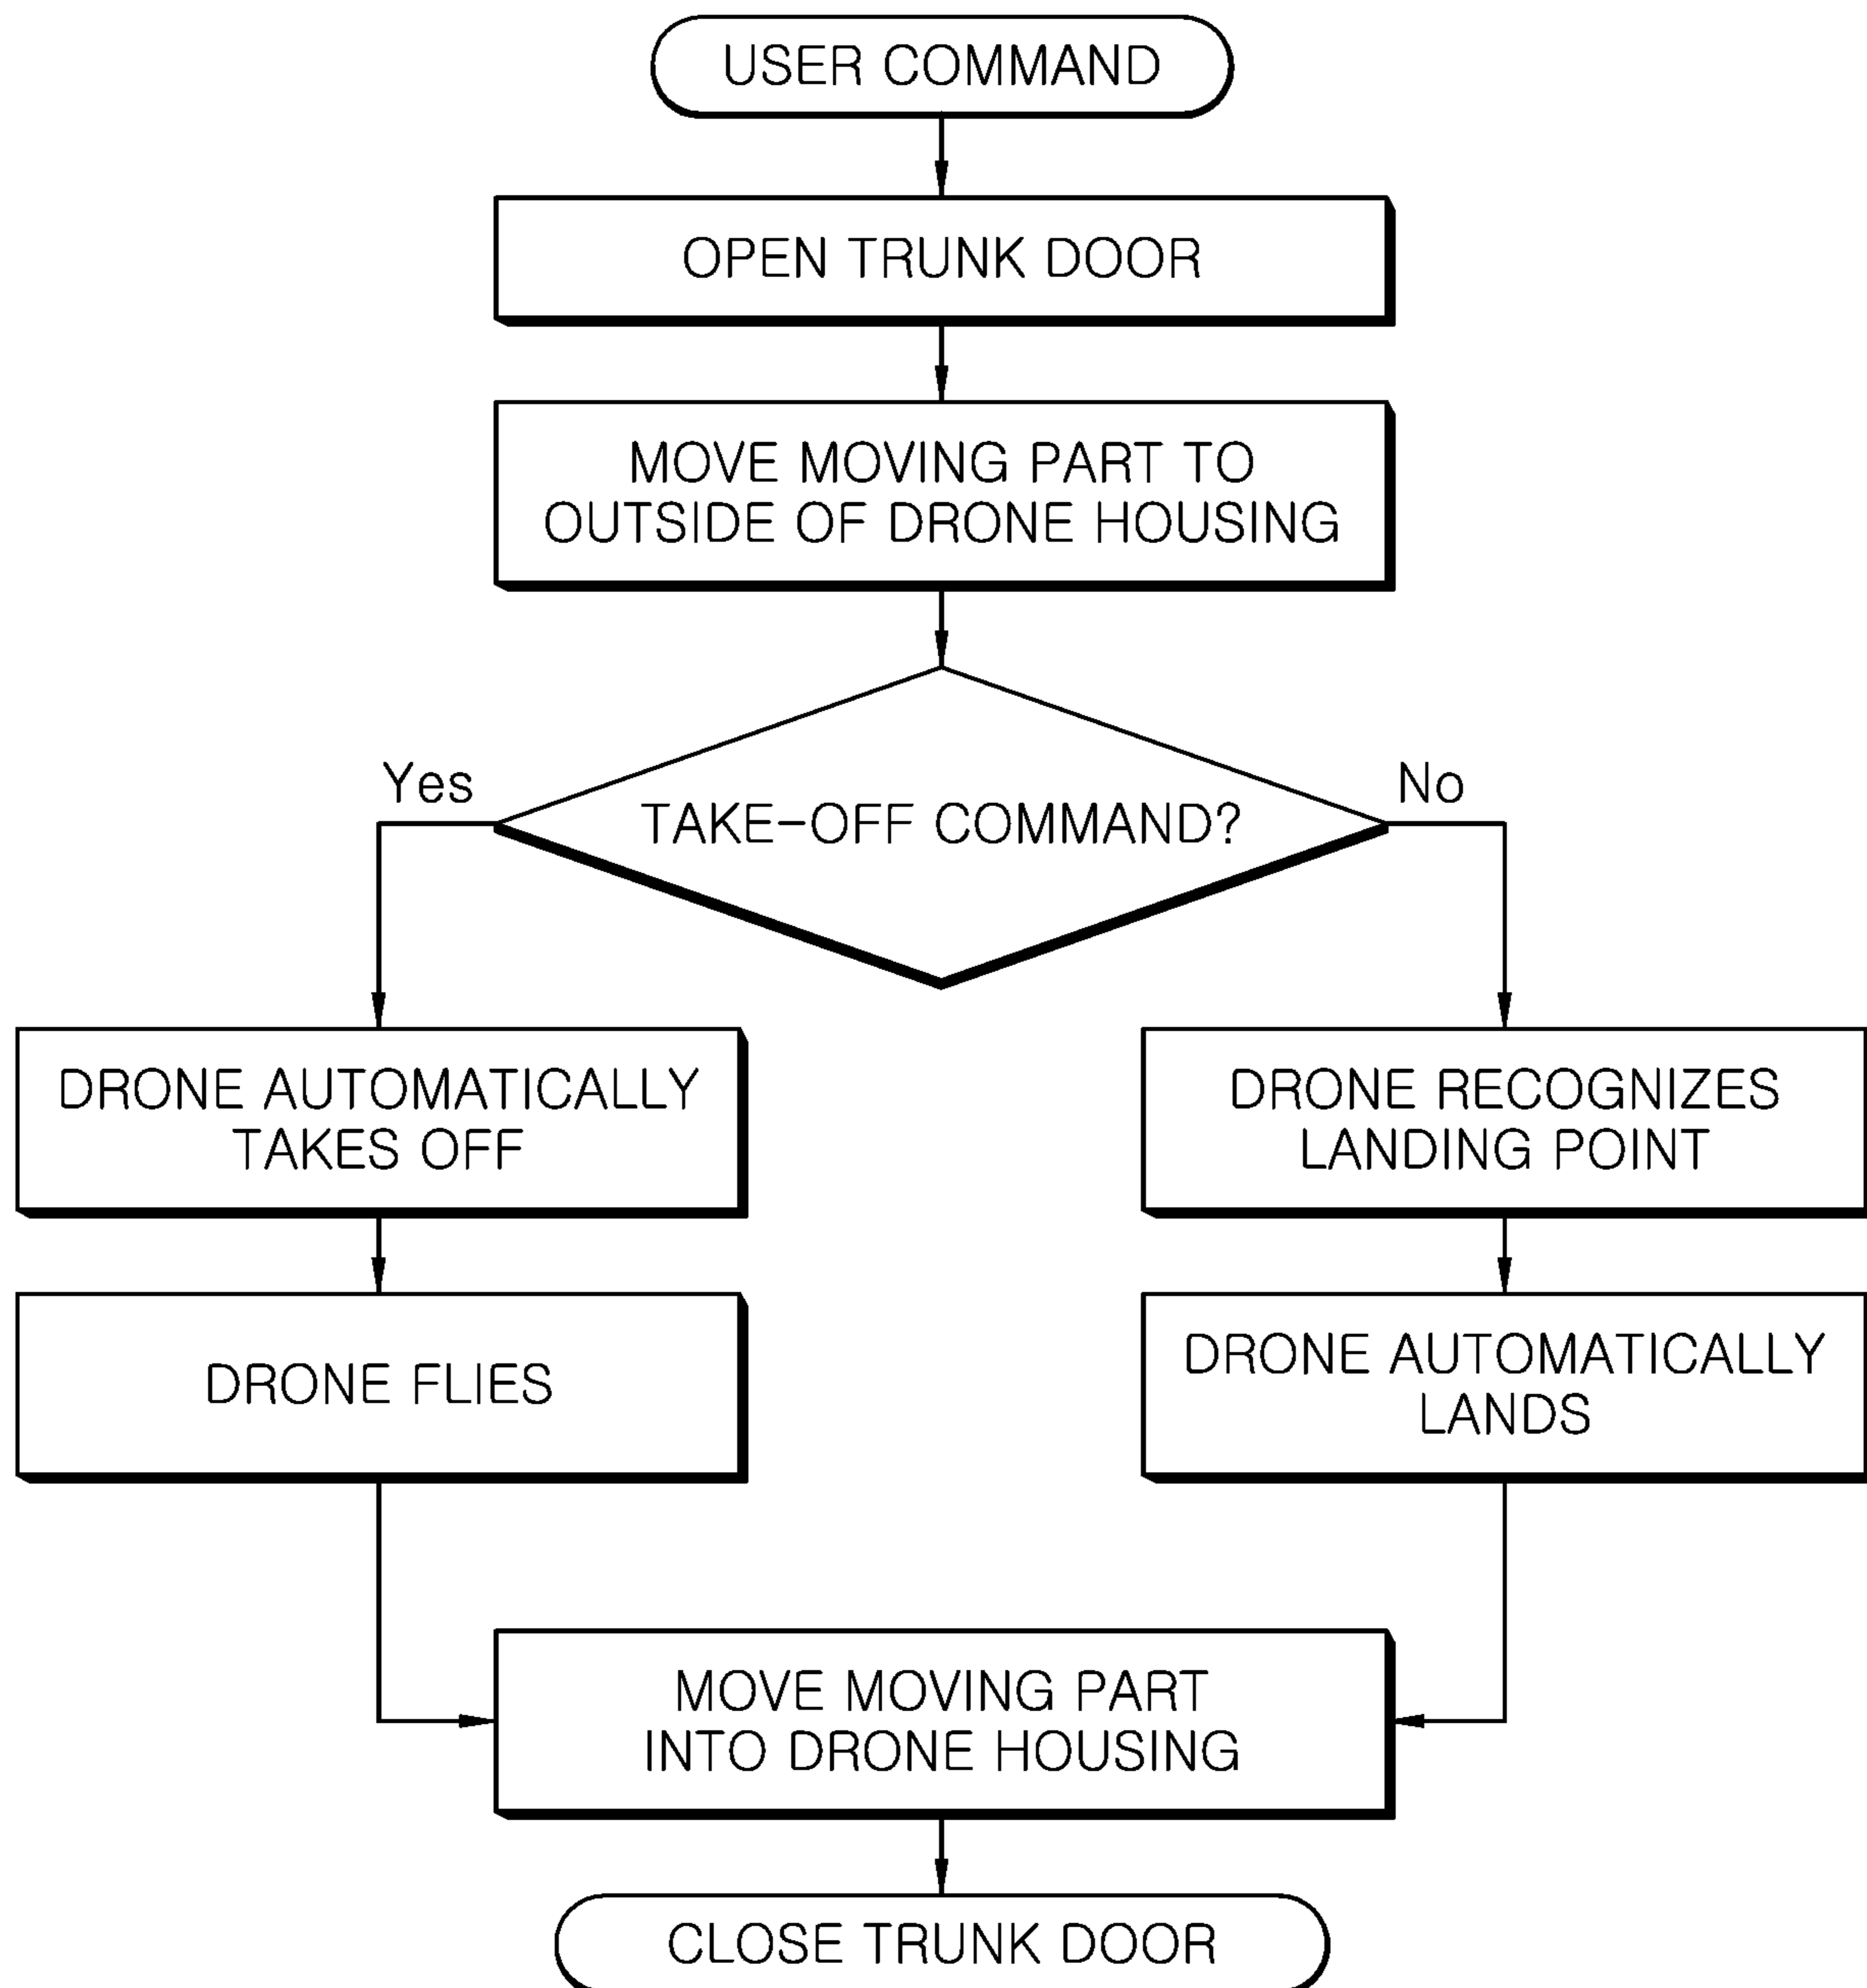 USER COMMAND
OPEN TRUNK DOOR
MOVE MOVING PART TO
OUTSIDE OF DRONE HOUSING
TAKE-OFF COMMAND?
Yes
No
DRONE AUTOMATICALLY
TAKES OFF
DRONE RECOGNIZES
LANDING POINT
DRONE FLIES
DRONE AUTOMATICALLY
LANDS
MOVE MOVING PART
INTO DRONE HOUSING
CLOSE TRUNK DOOR